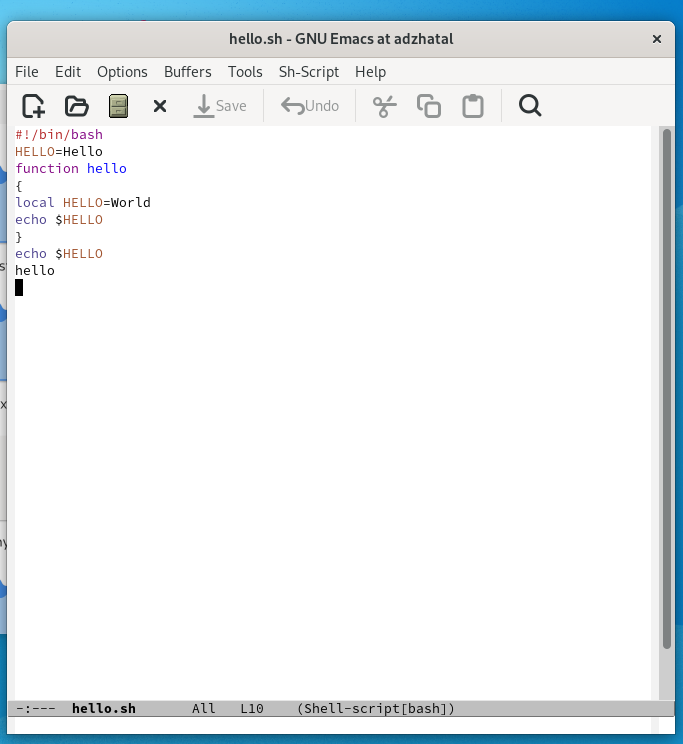 hello.sh - GNU Emacs at adzhatal
File Edit Options Buffers Tools Sh-Script Help
Save Undo
#!/bin/bash
HELLO=Hello
function hello
{
local HELLO=World
echo $HELLO
}
echo $HELLO
hello
-:--- hello.sh All L10 (Shell-script[bash])